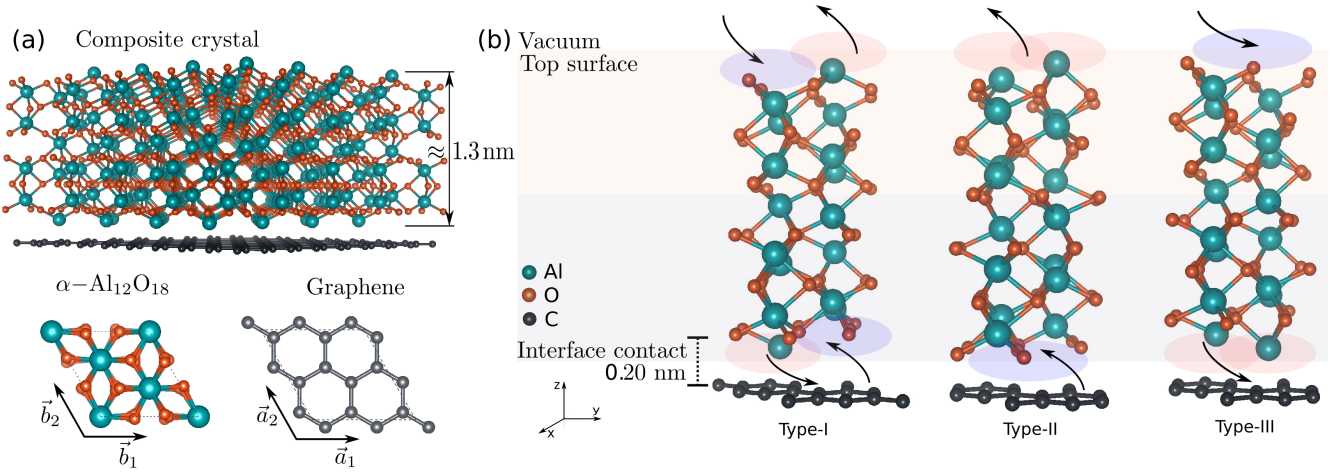 (a)
Composite crystal
≈ 1.3 nm
α−Al₁₂O₁₈
Graphene
b⃗₂
b⃗₁
a⃗₂
a⃗₁
(b)
Vacuum
Top surface
Al
O
C
Interface contact
0.20 nm
z
y
x
Type-I
Type-II
Type-III